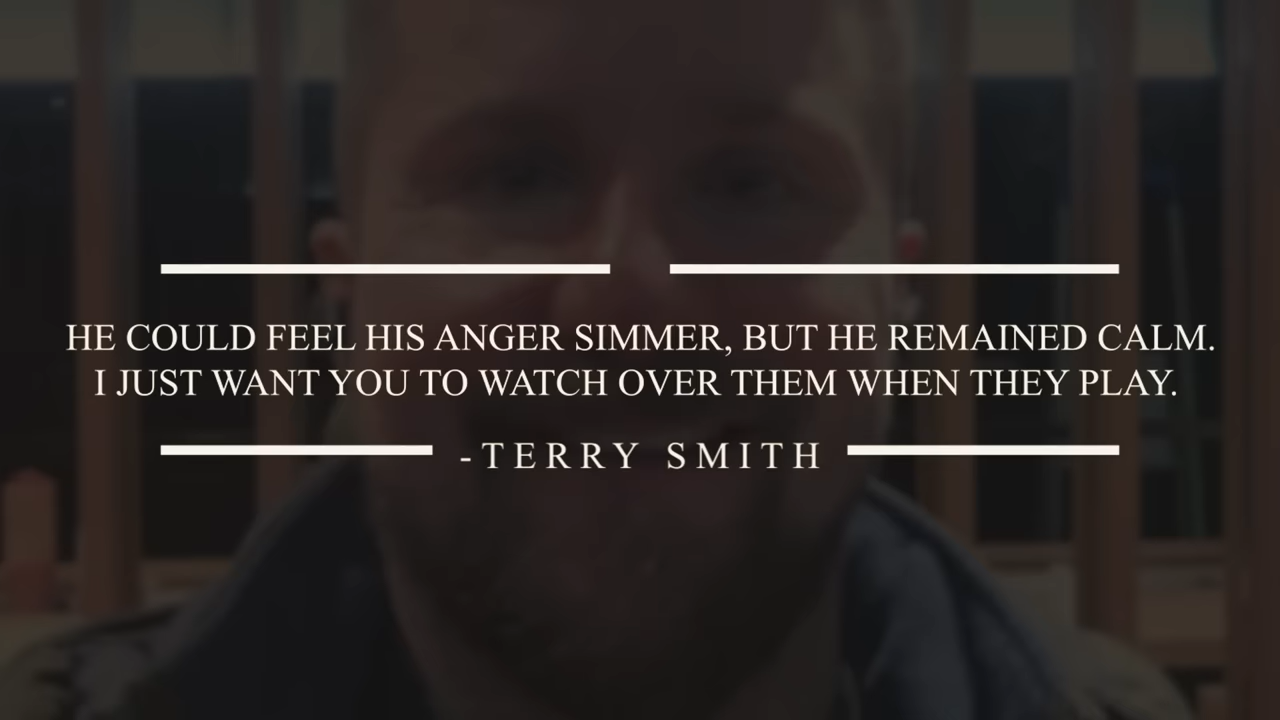 HE COULD FEEL HIS ANGER SIMMER, BUT HE REMAINED CALM.
I JUST WANT YOU TO WATCH OVER THEM WHEN THEY PLAY.
-TERRY SMITH